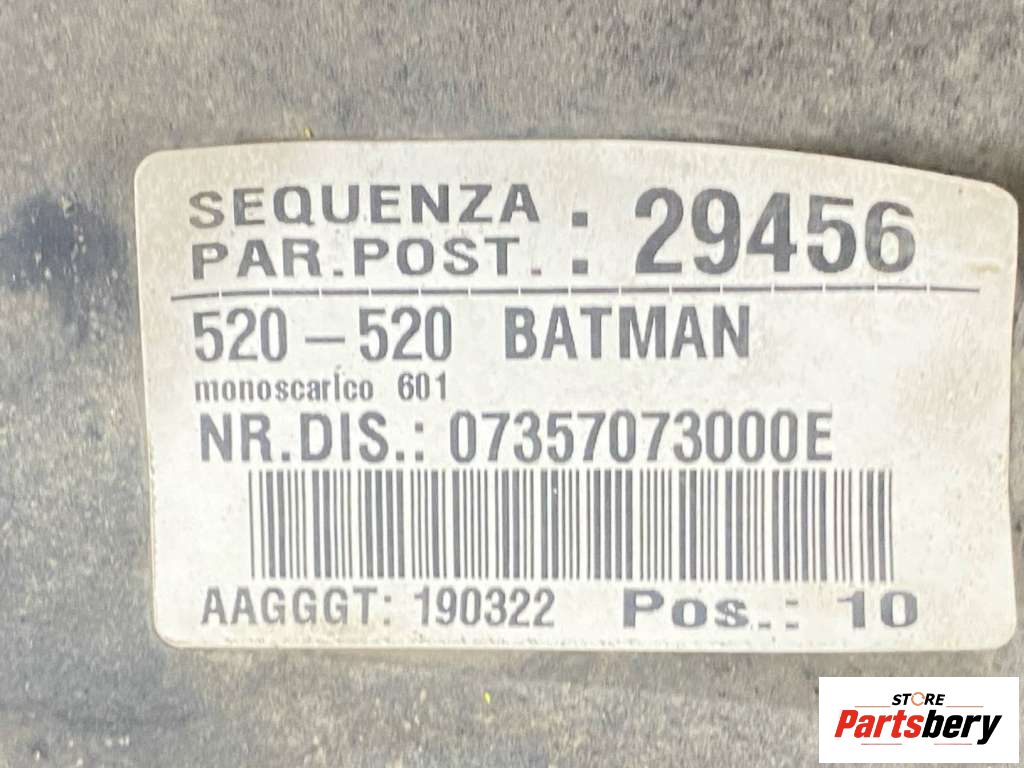 SEQUENZA
PAR.POST. : 29456
520-520 BATMAN
monoscarico 601
NR.DIS.: 07357073000E
AAGGGT: 190322 Pos.: 10
STORE
Partsbery